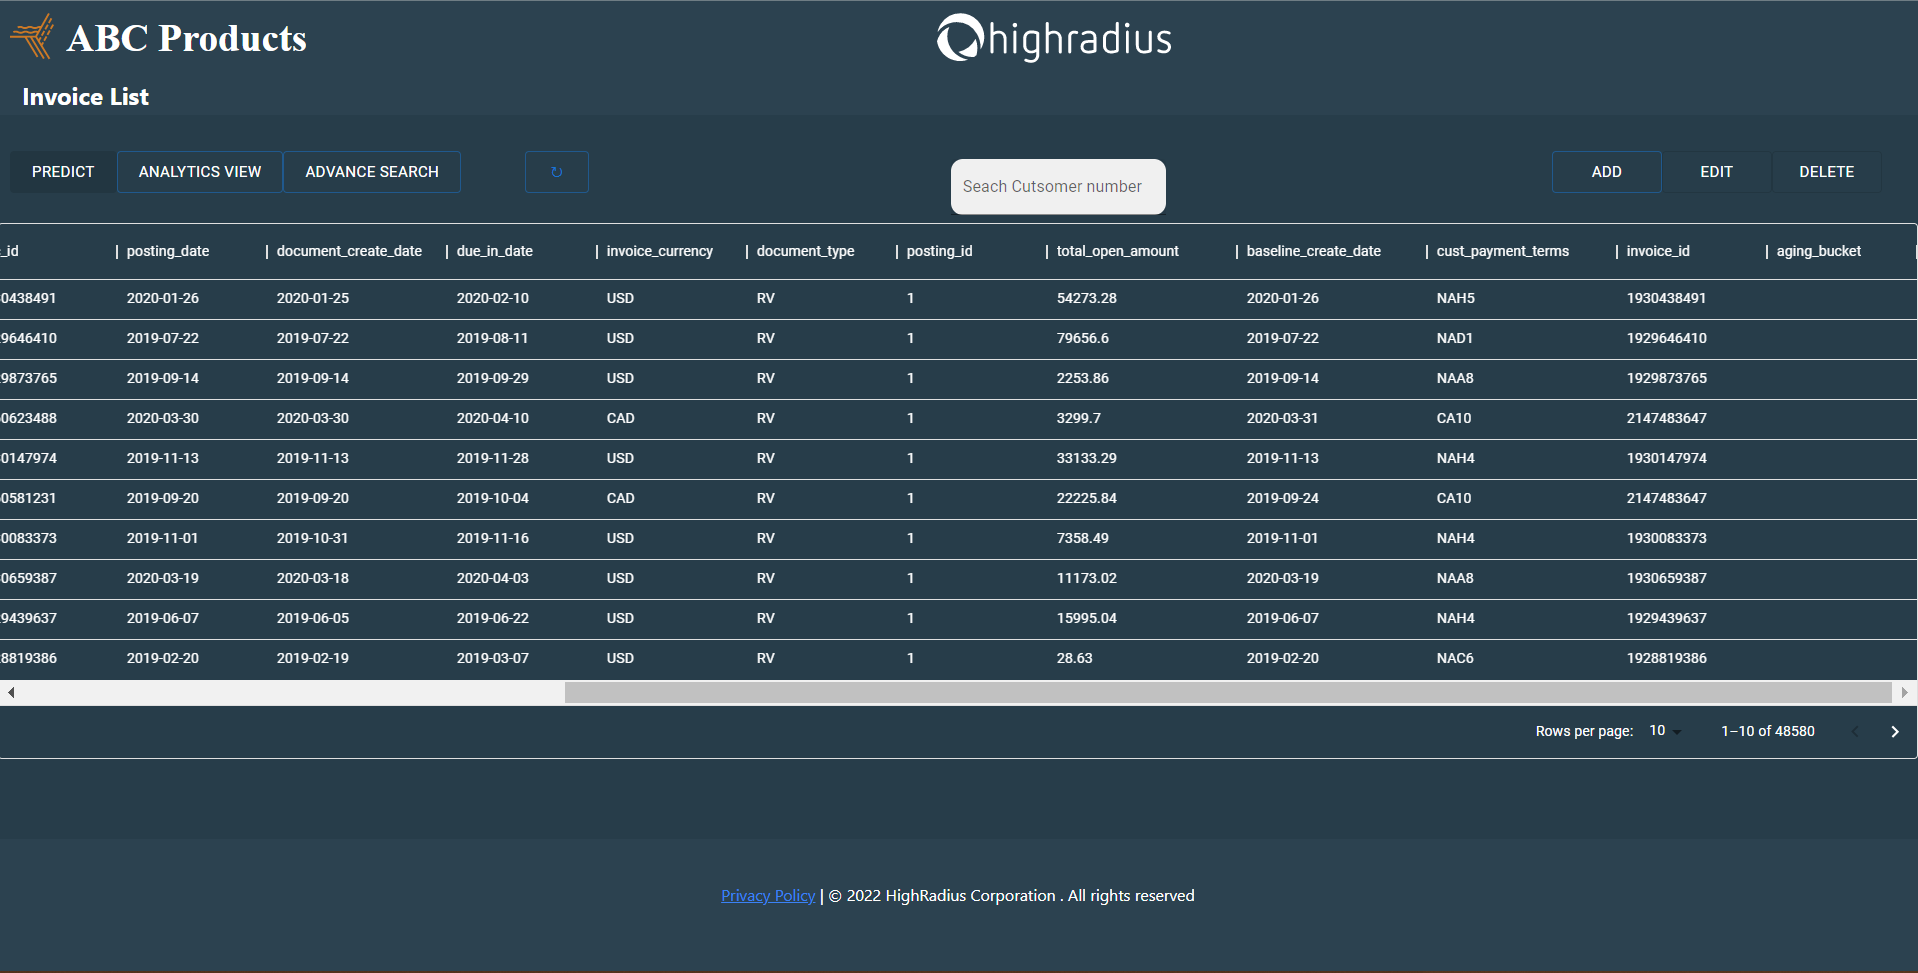 ABC Products
highradius
Invoice List
PREDICT ANALYTICS VIEW ADVANCE SEARCH ↻ Seach Cutsomer number ADD EDIT DELETE
_id posting_date document_create_date due_in_date invoice_currency document_type posting_id total_open_amount baseline_create_date cust_payment_terms invoice_id aging_bucket
0438491 2020-01-26 2020-01-25 2020-02-10 USD RV 1 54273.28 2020-01-26 NAH5 1930438491
9646410 2019-07-22 2019-07-22 2019-08-11 USD RV 1 79656.6 2019-07-22 NAD1 1929646410
9873765 2019-09-14 2019-09-14 2019-09-29 USD RV 1 2253.86 2019-09-14 NAA8 1929873765
0623488 2020-03-30 2020-03-30 2020-04-10 CAD RV 1 3299.7 2020-03-31 CA10 2147483647
0147974 2019-11-13 2019-11-13 2019-11-28 USD RV 1 33133.29 2019-11-13 NAH4 1930147974
0581231 2019-09-20 2019-09-20 2019-10-04 CAD RV 1 22225.84 2019-09-24 CA10 2147483647
0083373 2019-11-01 2019-10-31 2019-11-16 USD RV 1 7358.49 2019-11-01 NAH4 1930083373
0659387 2020-03-19 2020-03-18 2020-04-03 USD RV 1 11173.02 2020-03-19 NAA8 1930659387
9439637 2019-06-07 2019-06-05 2019-06-22 USD RV 1 15995.04 2019-06-07 NAH4 1929439637
8819386 2019-02-20 2019-02-19 2019-03-07 USD RV 1 28.63 2019-02-20 NAC6 1928819386
Rows per page: 10 1–10 of 48580
Privacy Policy | © 2022 HighRadius Corporation . All rights reserved